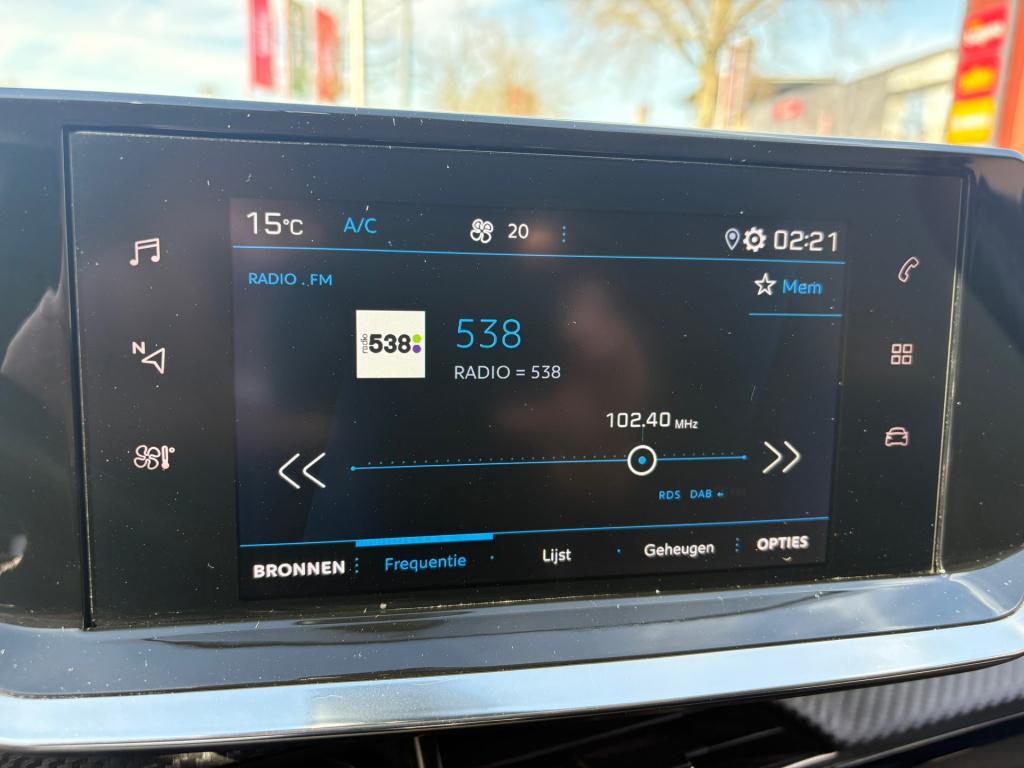 15°C A/C 20 02:21
RADIO . FM
Mem
radio 538
538
RADIO = 538
102.40 MHz
N
RDS DAB
BRONNEN Frequentie Lijst Geheugen OPTIES